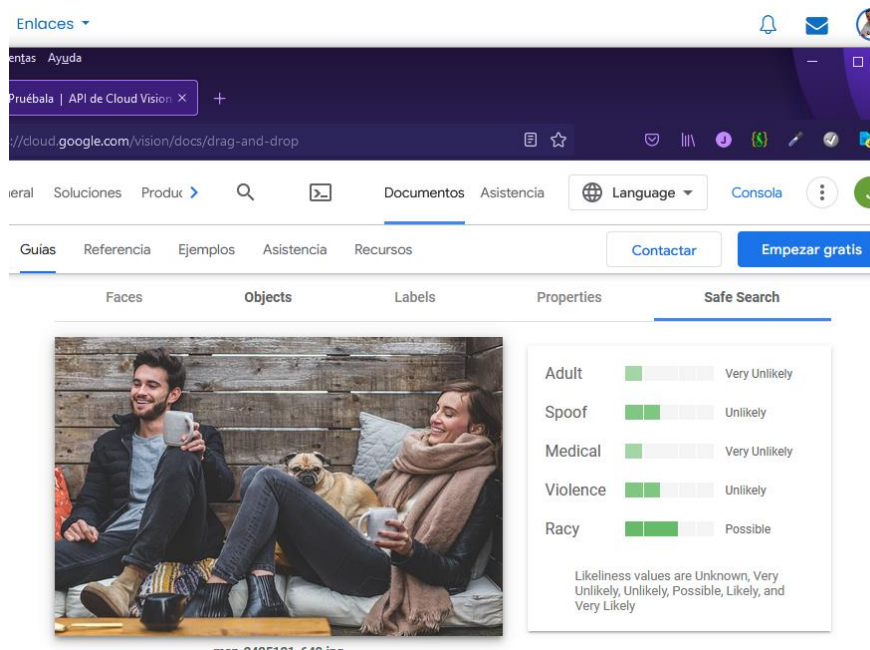 Enlaces
entas Ayuda
Pruébala | API de Cloud Vision
://cloud.google.com/vision/docs/drag-and-drop
neral Soluciones Produc Documentos Asistencia Language Consola
Guías Referencia Ejemplos Asistencia Recursos Contactar Empezar gratis
Faces Objects Labels Properties Safe Search
Adult Very Unlikely
Spoof Unlikely
Medical Very Unlikely
Violence Unlikely
Racy Possible
Likeliness values are Unknown, Very
Unlikely, Unlikely, Possible, Likely, and
Very Likely